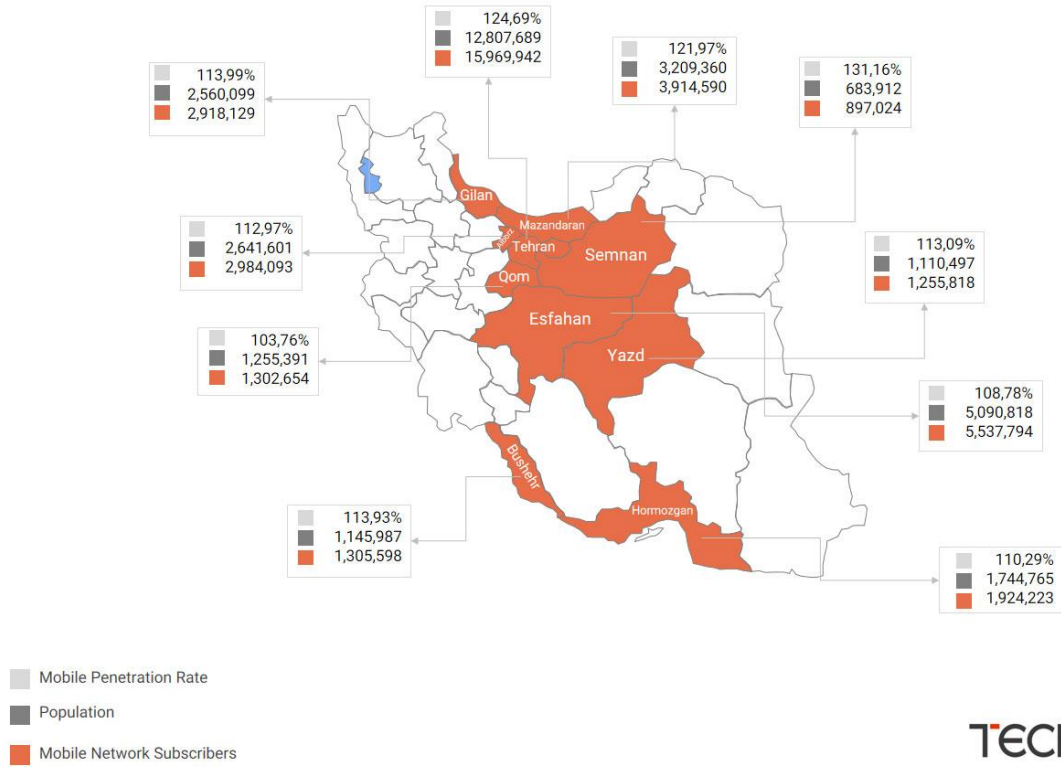 124,69%
12,807,689
15,969,942
121,97%
3,209,360
3,914,590
131,16%
683,912
897,024
113,99%
2,560,099
2,918,129
Gilan
Mazandaran
Alborz
Tehran
Semnan
112,97%
2,641,601
2,984,093
113,09%
1,110,497
1,255,818
Qom
Esfahan
Yazd
103,76%
1,255,391
1,302,654
108,78%
5,090,818
5,537,794
Bushehr
Hormozgan
113,93%
1,145,987
1,305,598
110,29%
1,744,765
1,924,223
Mobile Penetration Rate
Population
Mobile Network Subscribers
TEC